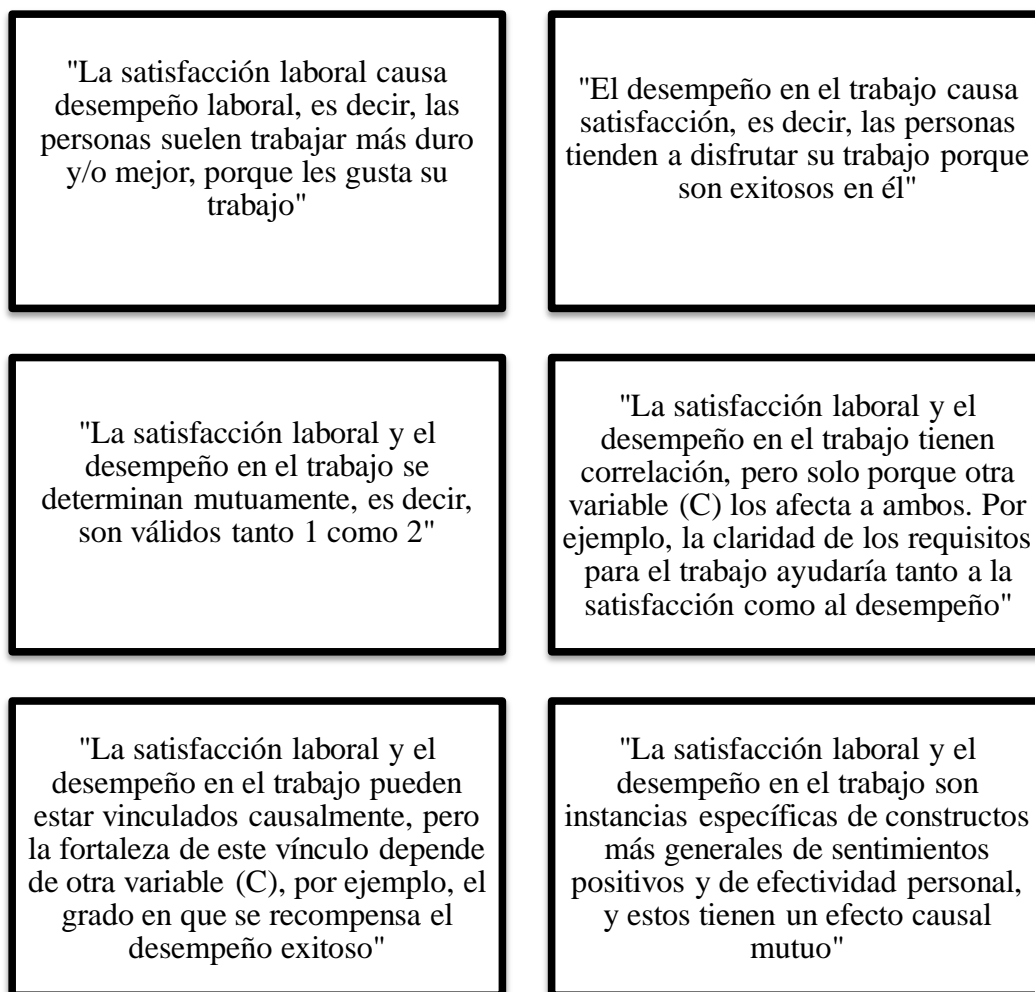 "La satisfacción laboral causa
desempeño laboral, es decir, las
personas suelen trabajar más duro
y/o mejor, porque les gusta su
trabajo"
"El desempeño en el trabajo causa
satisfacción, es decir, las personas
tienden a disfrutar su trabajo porque
son exitosos en él"
"La satisfacción laboral y el
desempeño en el trabajo se
determinan mutuamente, es decir,
son válidos tanto 1 como 2"
"La satisfacción laboral y el
desempeño en el trabajo tienen
correlación, pero solo porque otra
variable (C) los afecta a ambos. Por
ejemplo, la claridad de los requisitos
para el trabajo ayudaría tanto a la
satisfacción como al desempeño"
"La satisfacción laboral y el
desempeño en el trabajo pueden
estar vinculados causalmente, pero
la fortaleza de este vínculo depende
de otra variable (C), por ejemplo, el
grado en que se recompensa el
desempeño exitoso"
"La satisfacción laboral y el
desempeño en el trabajo son
instancias específicas de constructos
más generales de sentimientos
positivos y de efectividad personal,
y estos tienen un efecto causal
mutuo"